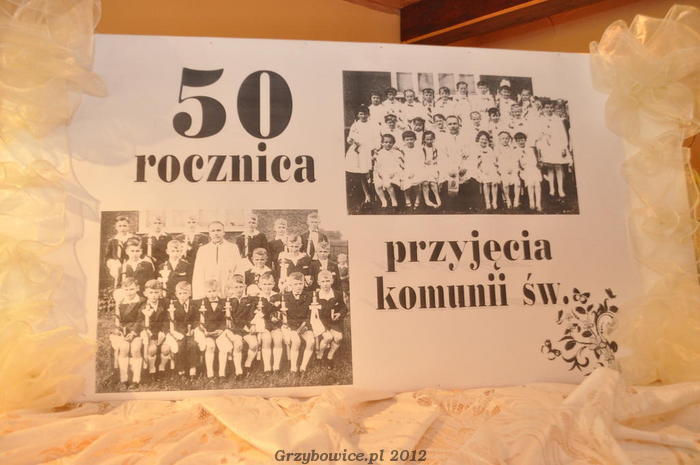 50
rocznica
przyjęcia
komunii św.
Grzybowice.pl 2012